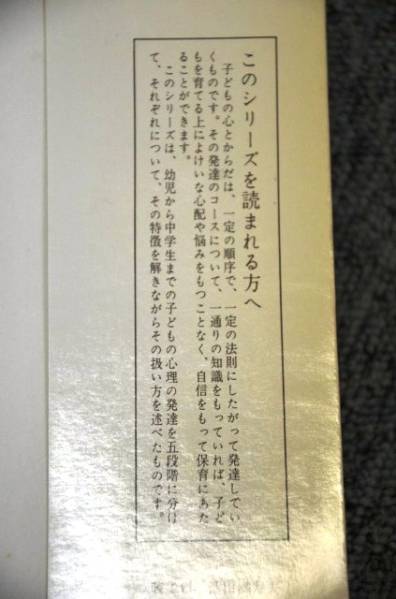 このシリーズを読まれる方へ
子どもの心とからだは、一定の順序で、一定の法則にしたがって発達してい
くものです。その発達のコースについて、一通りの知識をもっていれば、子ど
もを育てる上によけいな心配や悩みをもつことなく、自信をもって保育にあた
ることができます。
このシリーズは、幼児から中学生までの子どもの心理の発達を五段階に分け
て、それぞれについて、その特徴を解きながらその扱い方を述べたものです。